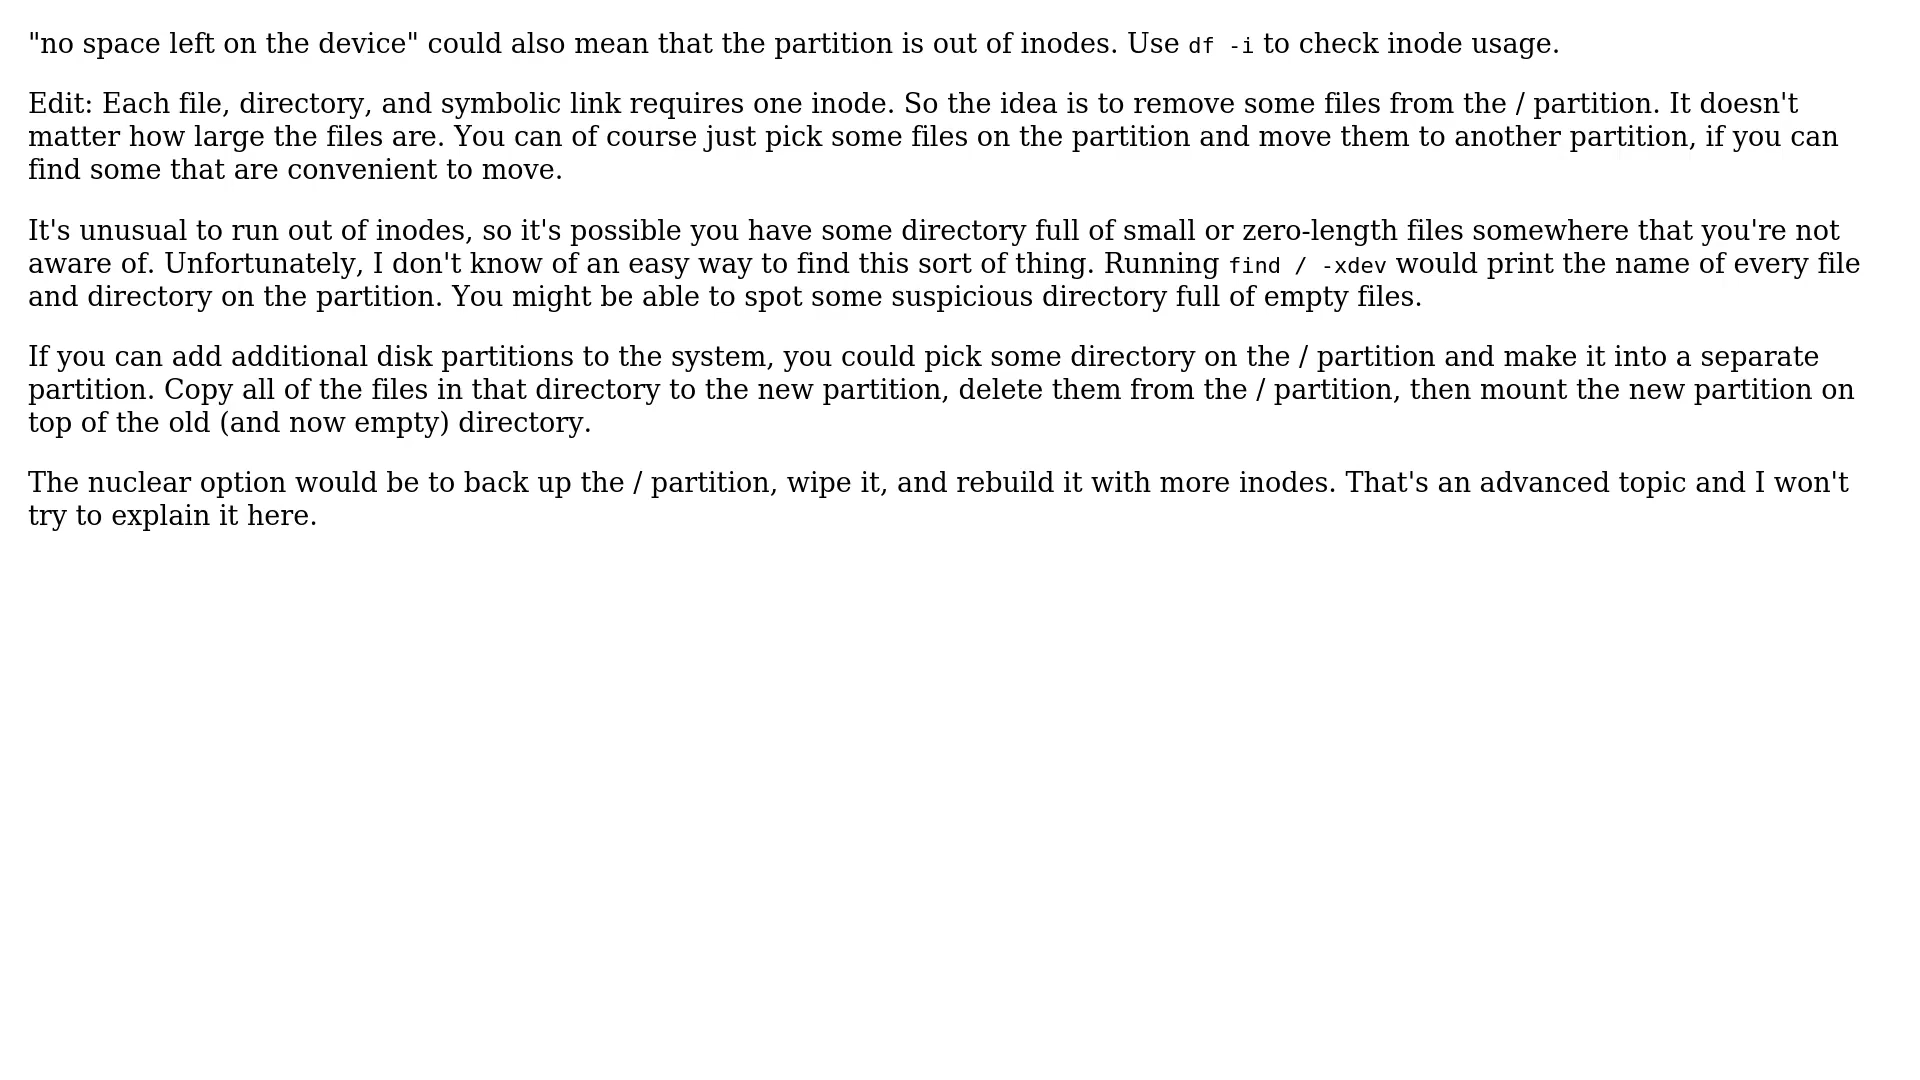 "no space left on the device" could also mean that the partition is out of inodes. Use df -i to check inode usage.
Edit: Each file, directory, and symbolic link requires one inode. So the idea is to remove some files from the / partition. It doesn't
matter how large the files are. You can of course just pick some files on the partition and move them to another partition, if you can
find some that are convenient to move.
It's unusual to run out of inodes, so it's possible you have some directory full of small or zero-length files somewhere that you're not
aware of. Unfortunately, I don't know of an easy way to find this sort of thing. Running find / -xdev would print the name of every file
and directory on the partition. You might be able to spot some suspicious directory full of empty files.
If you can add additional disk partitions to the system, you could pick some directory on the / partition and make it into a separate
partition. Copy all of the files in that directory to the new partition, delete them from the / partition, then mount the new partition on
top of the old (and now empty) directory.
The nuclear option would be to back up the / partition, wipe it, and rebuild it with more inodes. That's an advanced topic and I won't
try to explain it here.